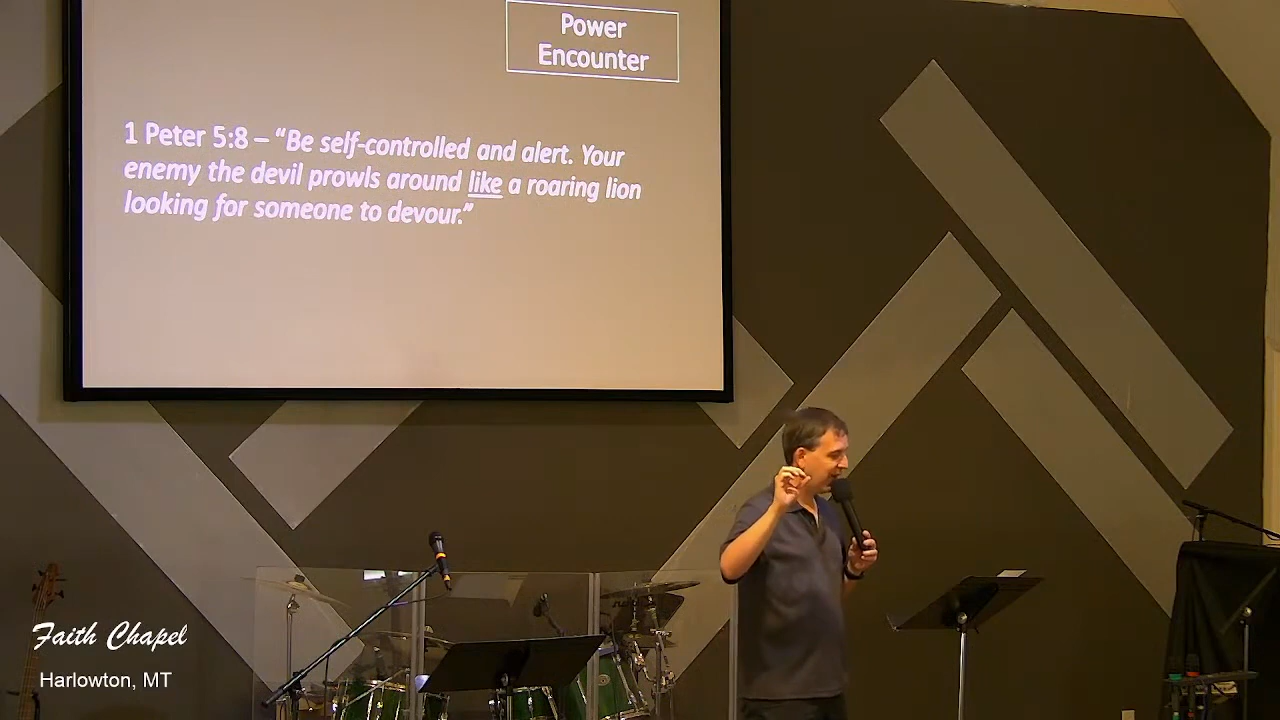 Power
Encounter
1 Peter 5:8 – “Be self-controlled and alert. Your
enemy the devil prowls around like a roaring lion
looking for someone to devour.”
Faith Chapel
Harlowton, MT